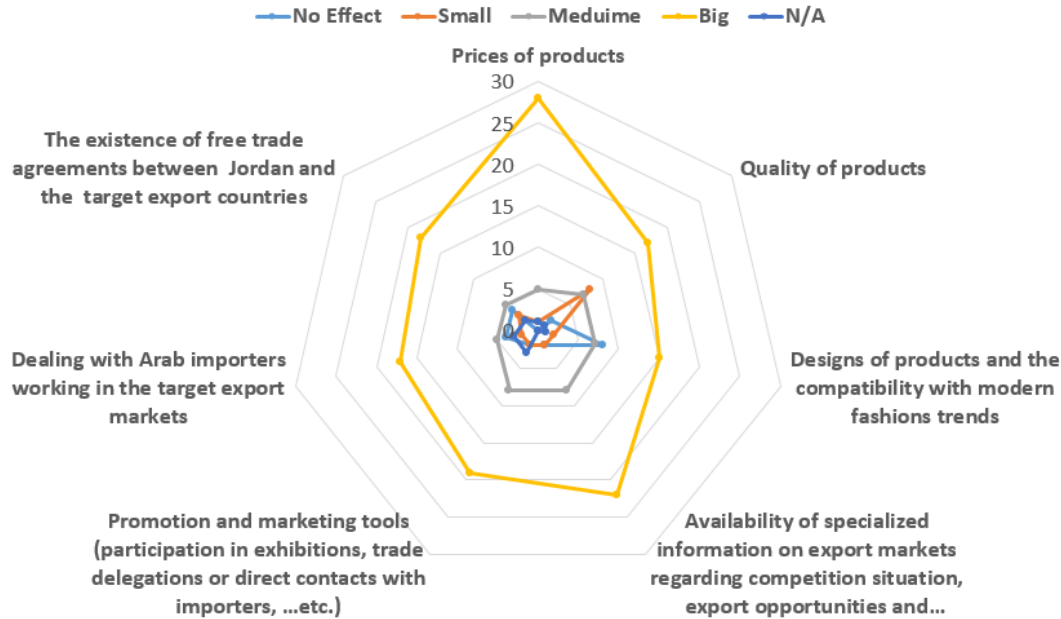 No Effect Small Meduime Big N/A
Prices of products
30
25
20
15
10
5
0
The existence of free trade
agreements between Jordan and
the target export countries
Quality of products
Dealing with Arab importers
working in the target export
markets
Designs of products and the
compatibility with modern
fashions trends
Promotion and marketing tools
(participation in exhibitions, trade
delegations or direct contacts with
importers, ...etc.)
Availability of specialized
information on export markets
regarding competition situation,
export opportunities and...